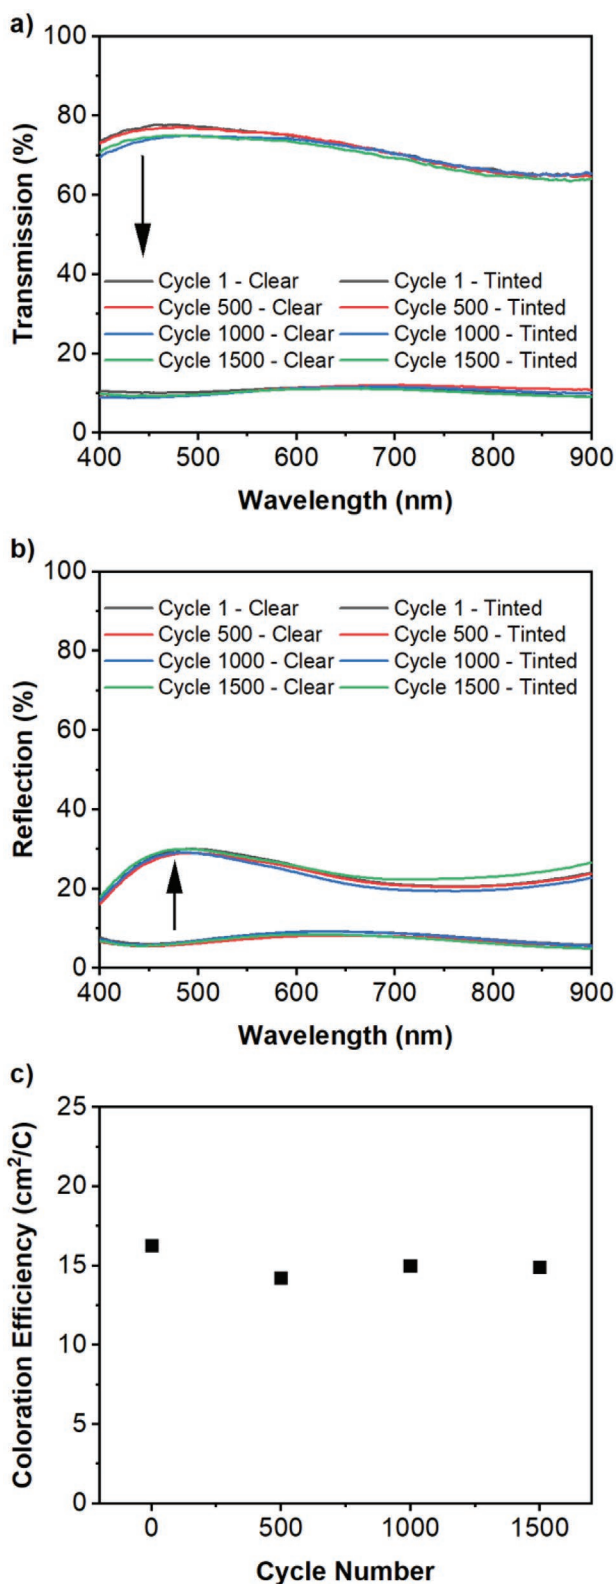 a)
100
80
60
40
20
0
Transmission (%)
Cycle 1 - Clear Cycle 1 - Tinted
Cycle 500 - Clear Cycle 500 - Tinted
Cycle 1000 - Clear Cycle 1000 - Tinted
Cycle 1500 - Clear Cycle 1500 - Tinted
400 500 600 700 800 900
Wavelength (nm)
b)
100
80
60
40
20
0
Reflection (%)
Cycle 1 - Clear Cycle 1 - Tinted
Cycle 500 - Clear Cycle 500 - Tinted
Cycle 1000 - Clear Cycle 1000 - Tinted
Cycle 1500 - Clear Cycle 1500 - Tinted
400 500 600 700 800 900
Wavelength (nm)
c)
25
20
15
10
5
0
Coloration Efficiency (cm²/C)
0 500 1000 1500
Cycle Number